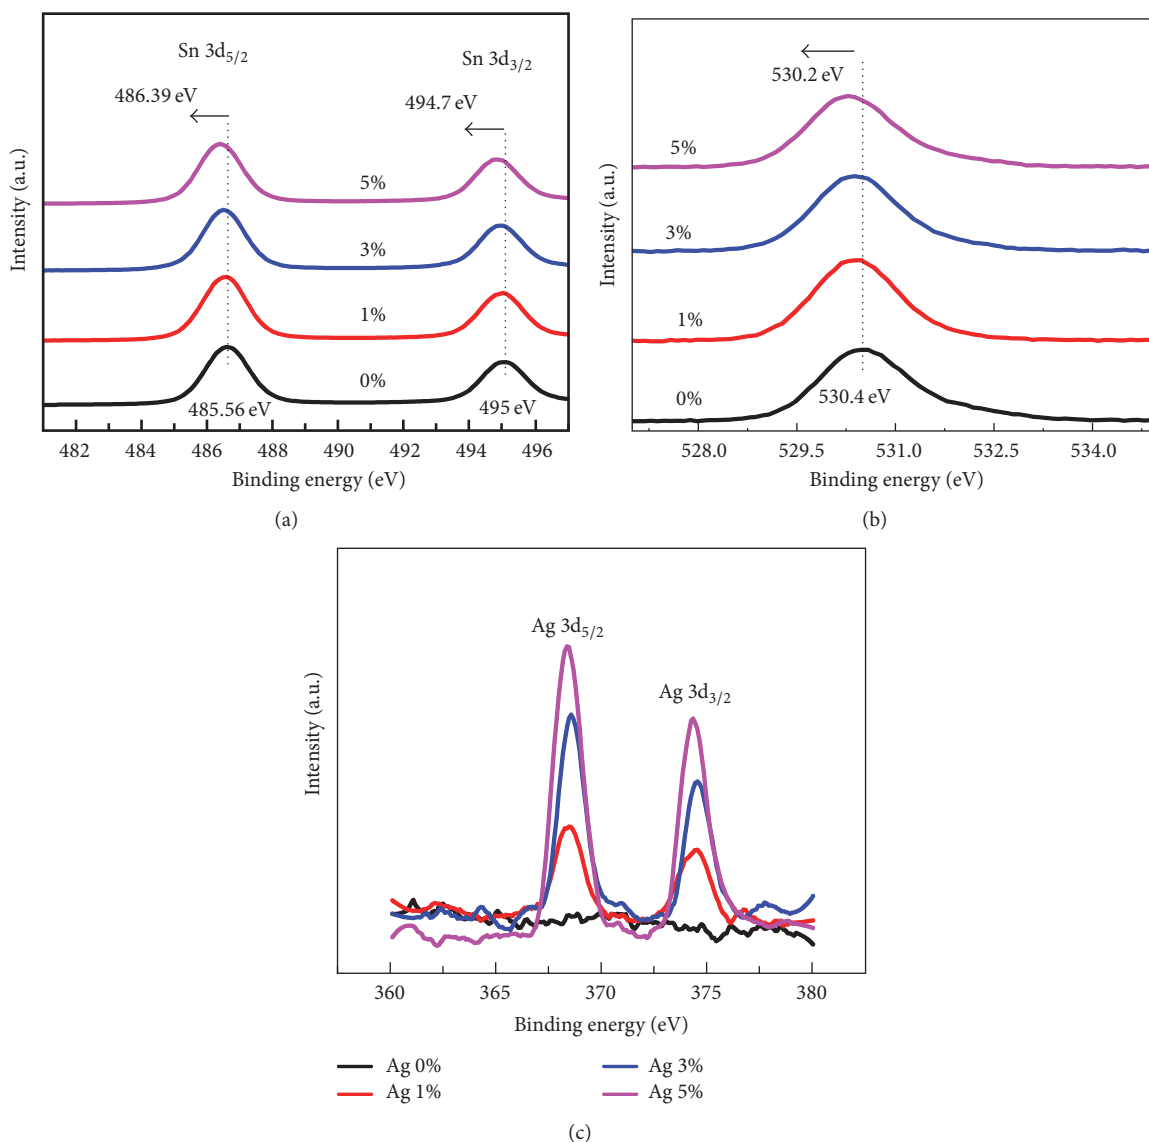 Sn 3d5/2
Sn 3d3/2
486.39 eV
494.7 eV
5%
3%
1%
0%
485.56 eV
495 eV
Intensity (a.u.)
482 484 486 488 490 492 494 496
Binding energy (eV)
(a)
530.2 eV
5%
3%
1%
0%
530.4 eV
Intensity (a.u.)
528.0 529.5 531.0 532.5 534.0
Binding energy (eV)
(b)
Ag 3d5/2
Ag 3d3/2
Intensity (a.u.)
360 365 370 375 380
Binding energy (eV)
Ag 0% Ag 3%
Ag 1% Ag 5%
(c)